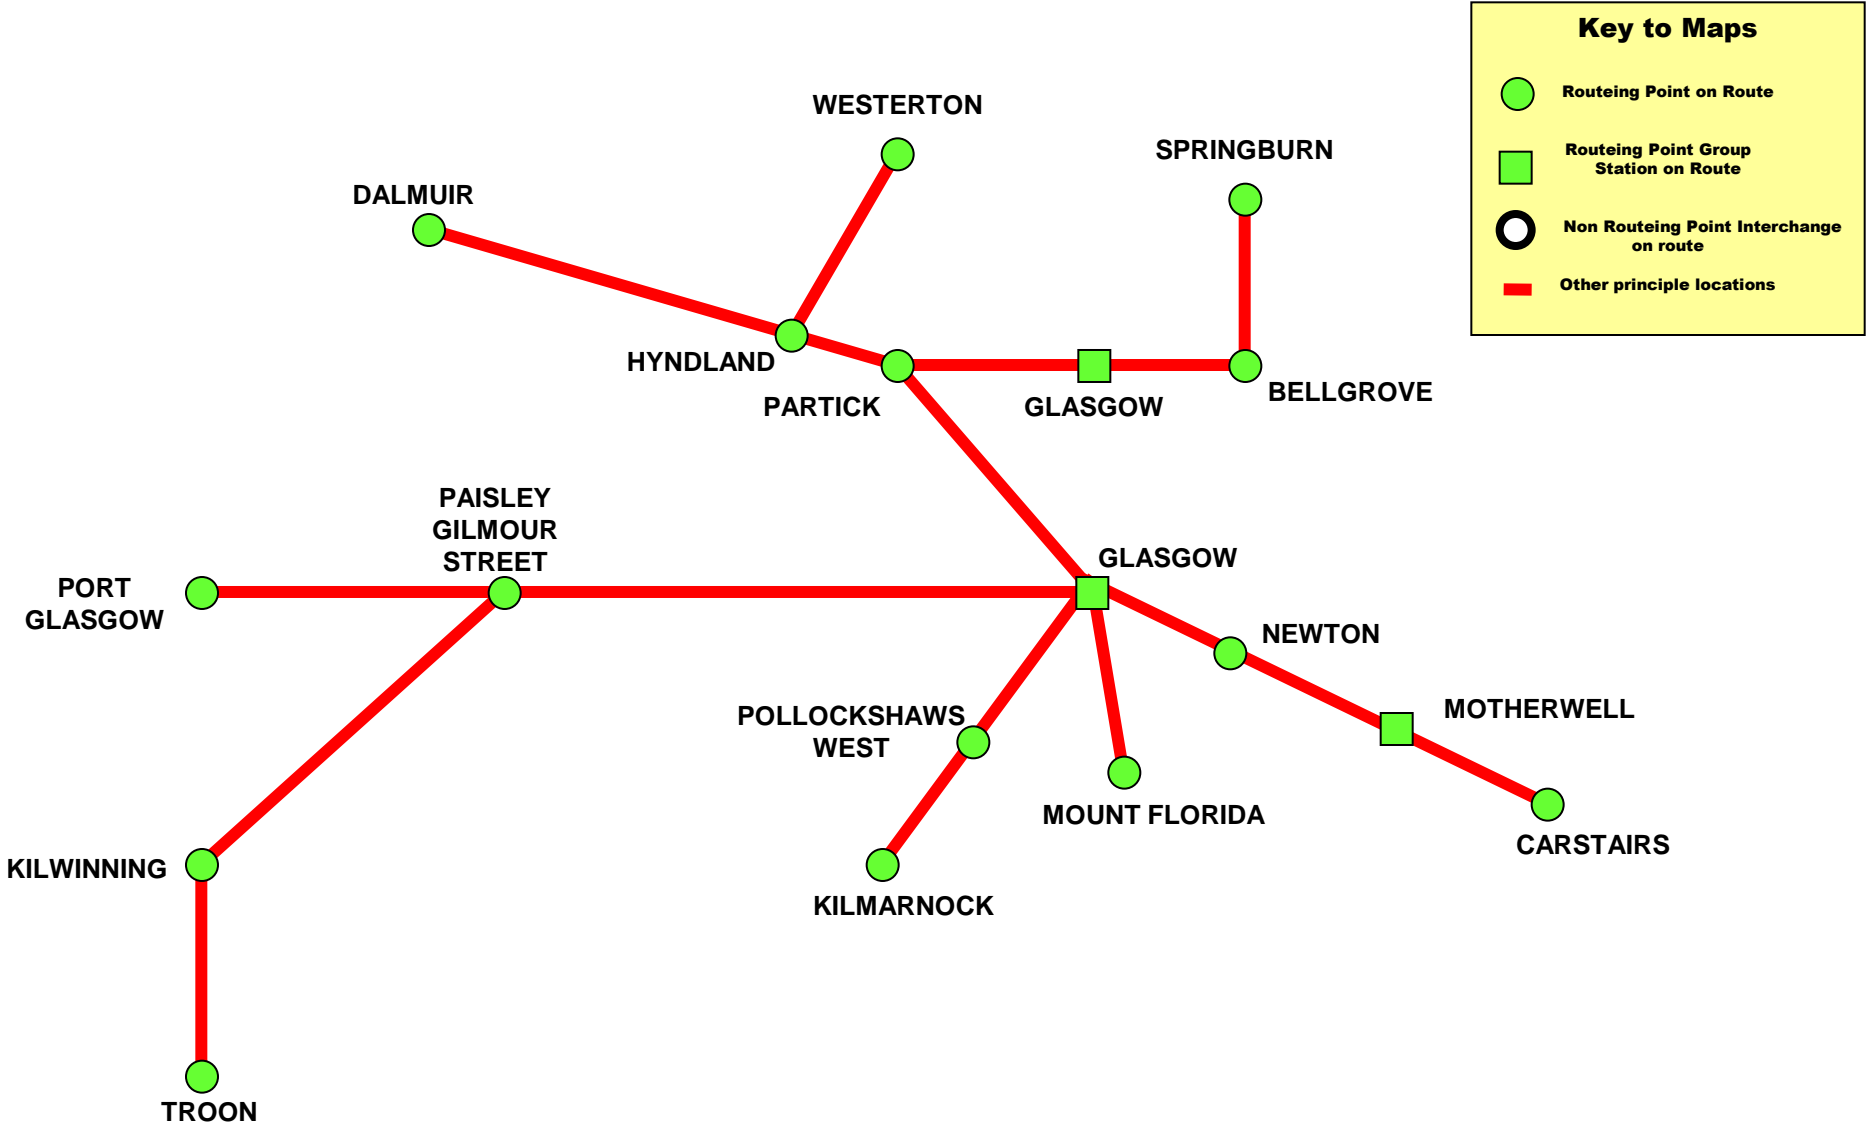 Key to Maps
Routeing Point on Route
Routeing Point Group
Station on Route
Non Routeing Point Interchange
on route
Other principle locations
WESTERTON
SPRINGBURN
DALMUIR
HYNDLAND
PARTICK
GLASGOW
BELLGROVE
PAISLEY
GILMOUR
STREET
PORT
GLASGOW
GLASGOW
NEWTON
POLLOCKSHAWS
WEST
MOTHERWELL
MOUNT FLORIDA
CARSTAIRS
KILWINNING
KILMARNOCK
TROON